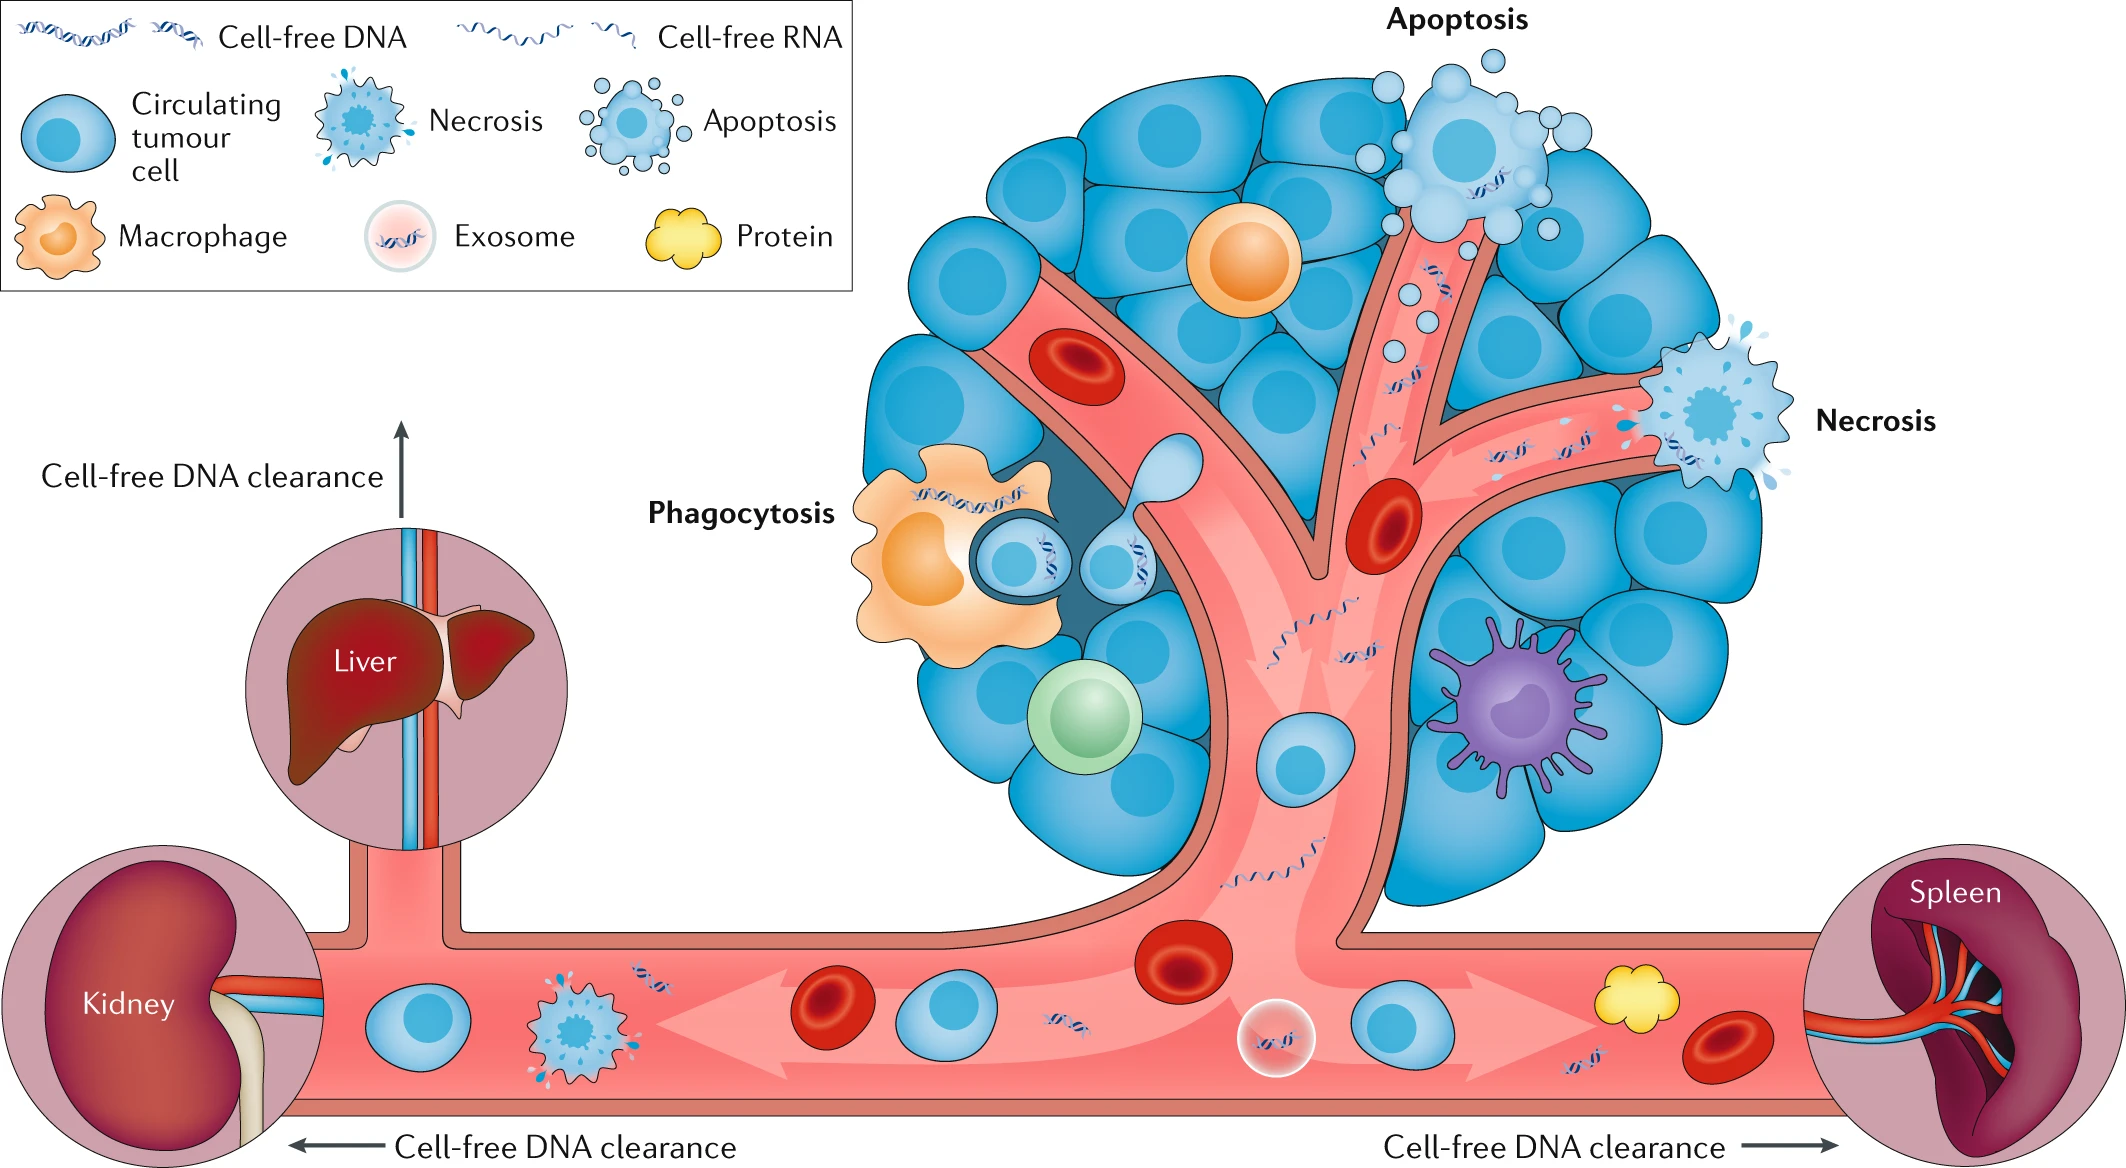 Cell-free DNA
Cell-free RNA
Circulating
tumour
cell
Necrosis
Apoptosis
Macrophage
Exosome
Protein
Apoptosis
Necrosis
Cell-free DNA clearance
Phagocytosis
Liver
Kidney
Spleen
Cell-free DNA clearance
Cell-free DNA clearance